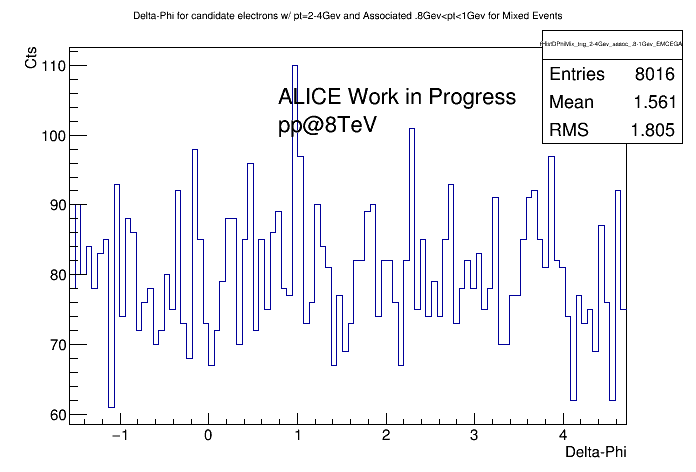 Delta-Phi for candidate electrons w/ pt=2-4Gev and Associated .8Gev<pt<1Gev for Mixed Events
Cts
Entries 8016
Mean 1.561
RMS 1.805
ALICE Work in Progress
pp@8TeV
110
100
90
80
70
60
−1 0 1 2 3 4
Delta-Phi